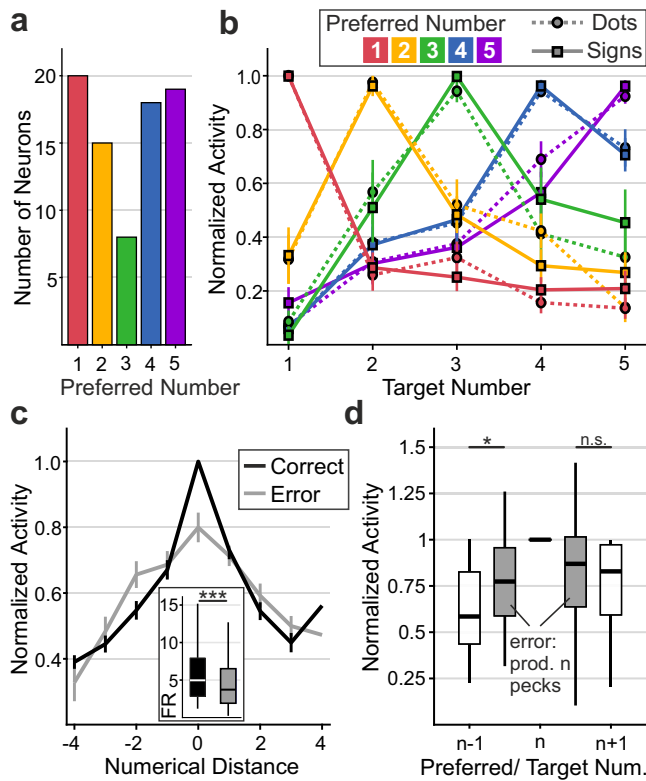 a
Number of Neurons
20
15
10
5
1 2 3 4 5
Preferred Number
b
Preferred Number
1 2 3 4 5
Dots
Signs
Normalized Activity
1.0
0.8
0.6
0.4
0.2
1 2 3 4 5
Target Number
c
Normalized Activity
1.0
0.8
0.6
0.4
Correct
Error
***
FR
15
10
5
-4 -2 0 2 4
Numerical Distance
d
Normalized Activity
1.5
1.25
1
0.75
0.5
0.25
*
n.s.
error:
prod. n
pecks
n-1 n n+1
Preferred/ Target Num.